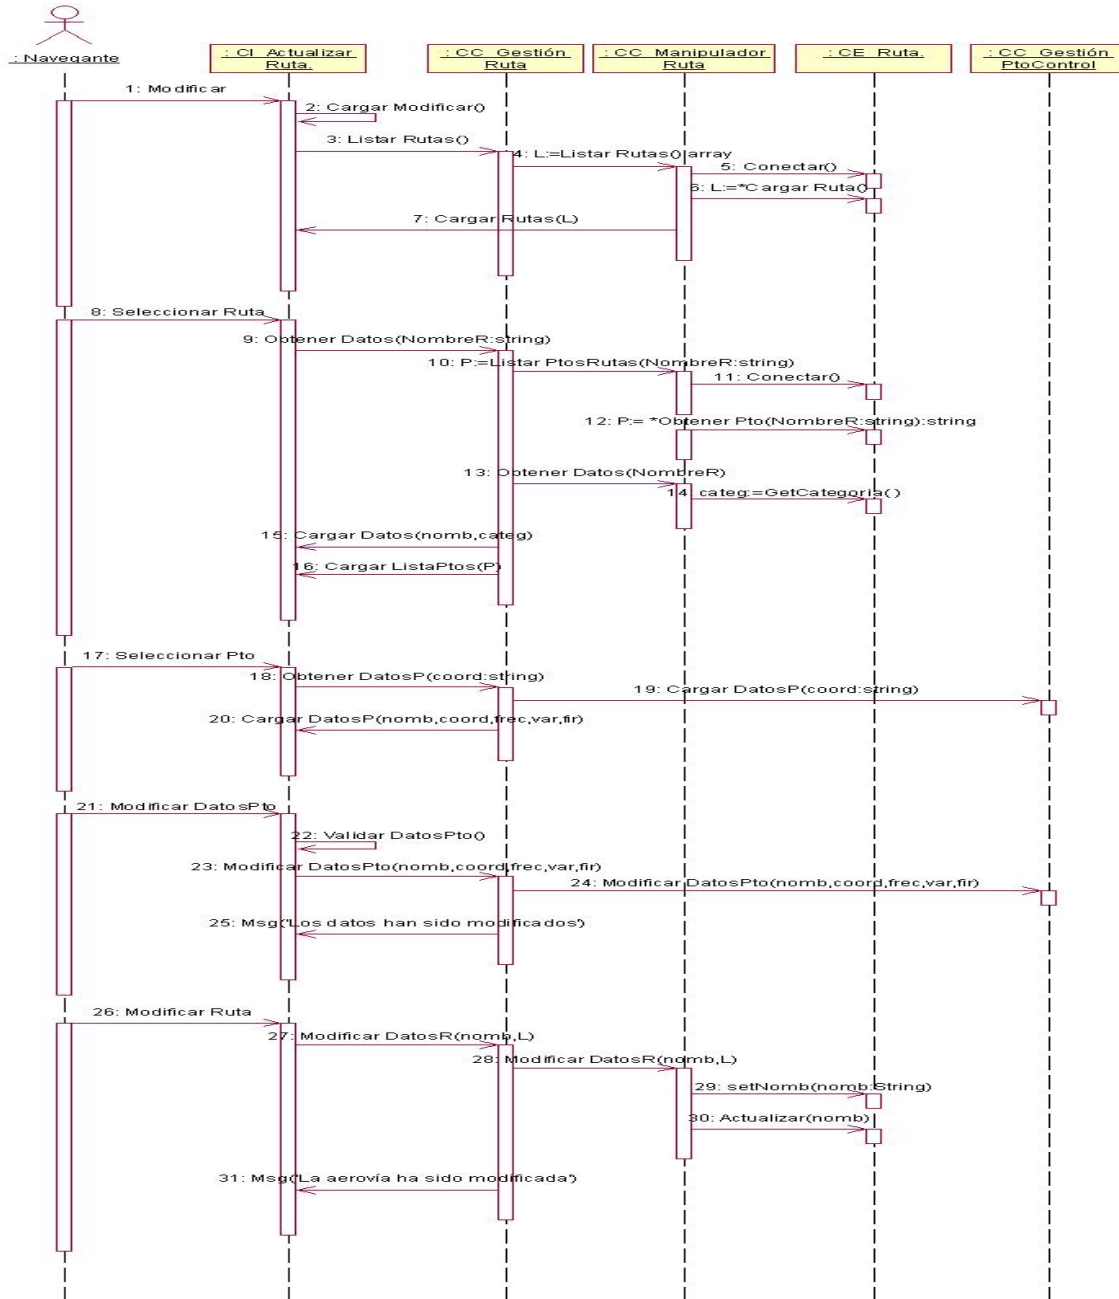 : Navegante
: CI_Actualizar
Ruta.
: CC_Gestión
Ruta
: CC_Manipulador
Ruta
: CE_Ruta.
: CC_Gestión
PtoControl
1: Modificar
2: Cargar Modificar()
3: Listar Rutas()
4: L:=Listar Rutas() array
5: Conectar()
6: L:=*Cargar Ruta()
7: Cargar Rutas(L)
8: Seleccionar Ruta
9: Obtener Datos(NombreR:string)
10: P:=Listar PtosRutas(NombreR:string)
11: Conectar()
12: P:= *Obtener Pto(NombreR:string):string
13: Obtener Datos(NombreR)
14: categ:=GetCategoria()
15: Cargar Datos(nomb,categ)
16: Cargar ListaPtos(P)
17: Seleccionar Pto
18: Obtener DatosP(coord:string)
19: Cargar DatosP(coord:string)
20: Cargar DatosP(nomb,coord,frec,var,fir)
21: Modificar DatosPto
22: Validar DatosPto()
23: Modificar DatosPto(nomb,coord,frec,var,fir)
24: Modificar DatosPto(nomb,coord,frec,var,fir)
25: Msg('Los datos han sido modificados')
26: Modificar Ruta
27: Modificar DatosR(nomb,L)
28: Modificar DatosR(nomb,L)
29: setNomb(nomb:String)
30: Actualizar(nomb)
31: Msg('La aerovía ha sido modificada')